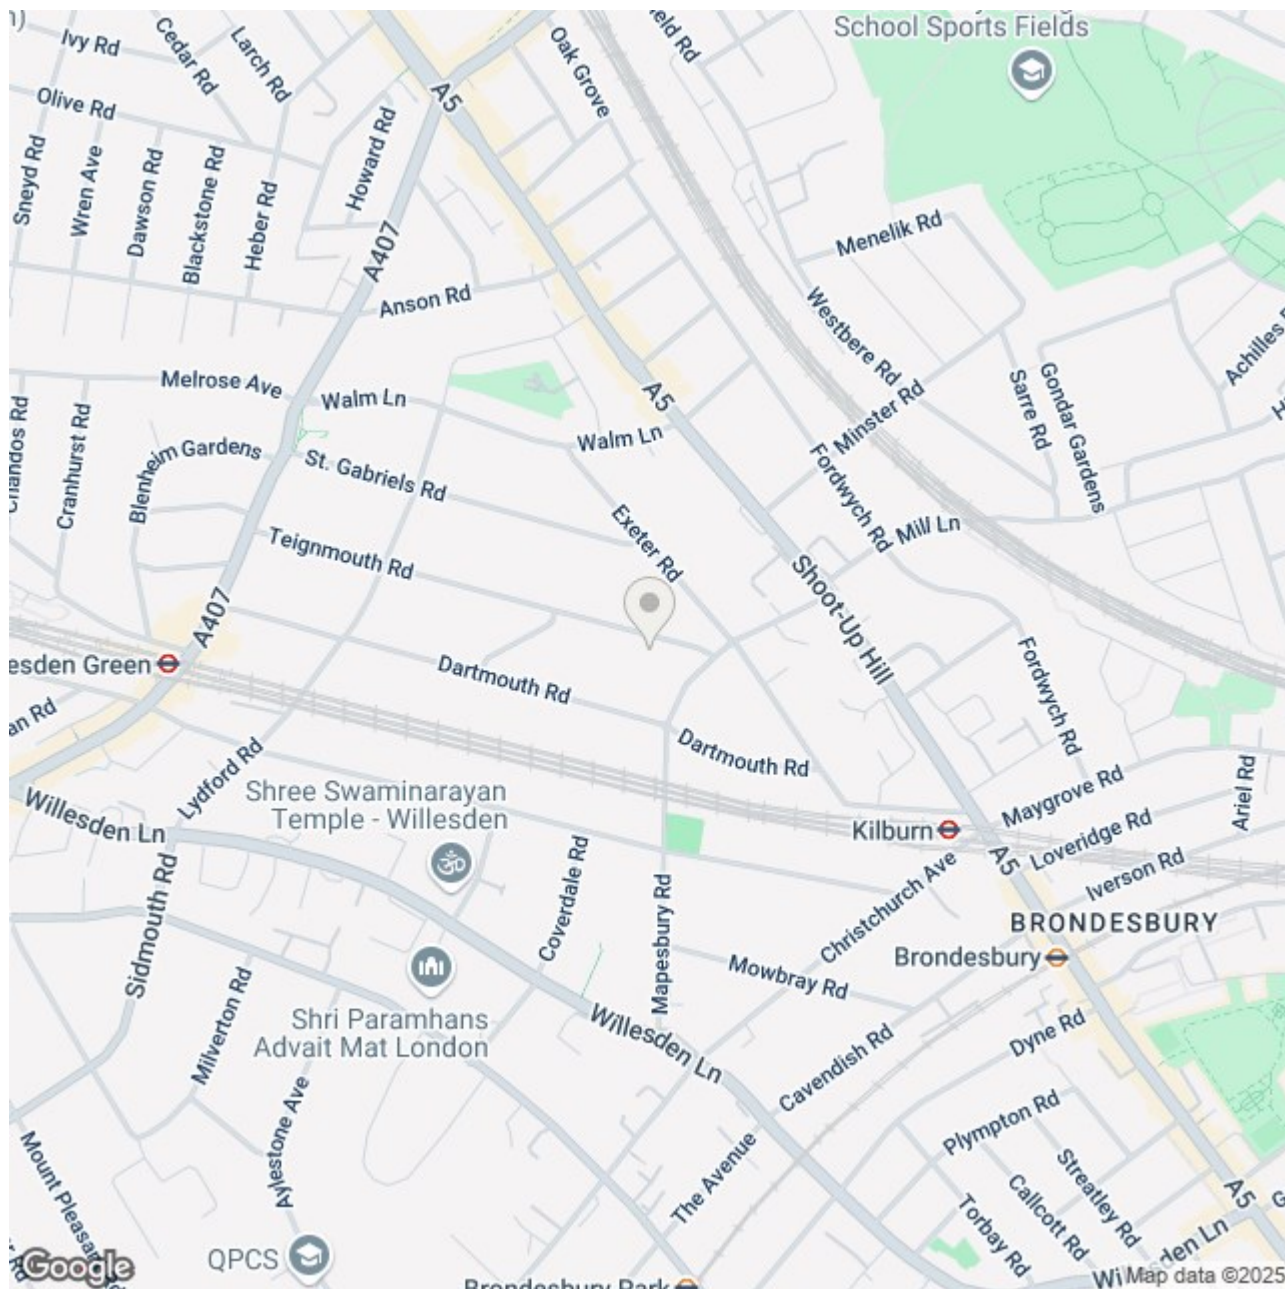 School Sports Fields
Ivy Rd
Cedar Rd
Larch Rd
Oak Grove
A5
Olive Rd
Howard Rd
Sneyd Rd
Wren Ave
Dawson Rd
Blackstone Rd
Heber Rd
A407
Menelik Rd
Anson Rd
Westbere Rd
Achilles
Melrose Ave
Walm Ln
A5
Minster Rd
Sarre Rd
Gondar Gardens
Cranhurst Rd
Blenheim Gardens
Walm Ln
St. Gabriels Rd
Fordwych Rd
Exeter Rd
Mill Ln
Teignmouth Rd
Shoot-Up Hill
A407
esden Green
Dartmouth Rd
Fordwych Rd
an Rd
Dartmouth Rd
Lydford Rd
Shree Swaminarayan
Temple - Willesden
Maygrove Rd
Ariel Rd
Willesden Ln
Kilburn
Loveridge Rd
A5
Iverson Rd
Coverdale Rd
Mapesbury Rd
Christchurch Ave
BRONDESBURY
Sidmouth Rd
Brondesbury
Mowbray Rd
Milverton Rd
Shri Paramhans
Advait Mat London
Willesden Ln
Dyne Rd
Cavendish Rd
Plympton Rd
Aylestone Ave
Mount Pleasant
The Avenue
Streatley Rd
Callcott Rd
Torbay Rd
A5
Willesden Ln
QPCS
Google
Brondesbury Park
Map data ©2025